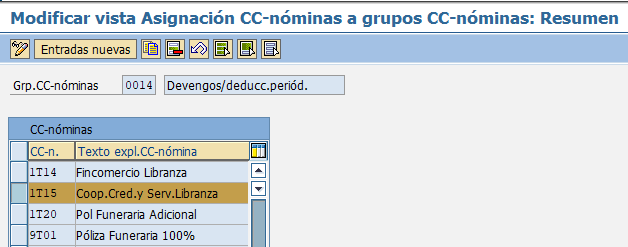 Modificar vista Asignación CC-nóminas a grupos CC-nóminas: Resumen
Entradas nuevas
Grp.CC-nóminas 0014 Devengos/deducc.periód.
CC-nóminas
CC-n. Texto expl.CC-nómina
1T14 Fincomercio Libranza
1T15 Coop.Cred.y Serv.Libranza
1T20 Pol Funeraria Adicional
9T01 Póliza Funeraria 100%